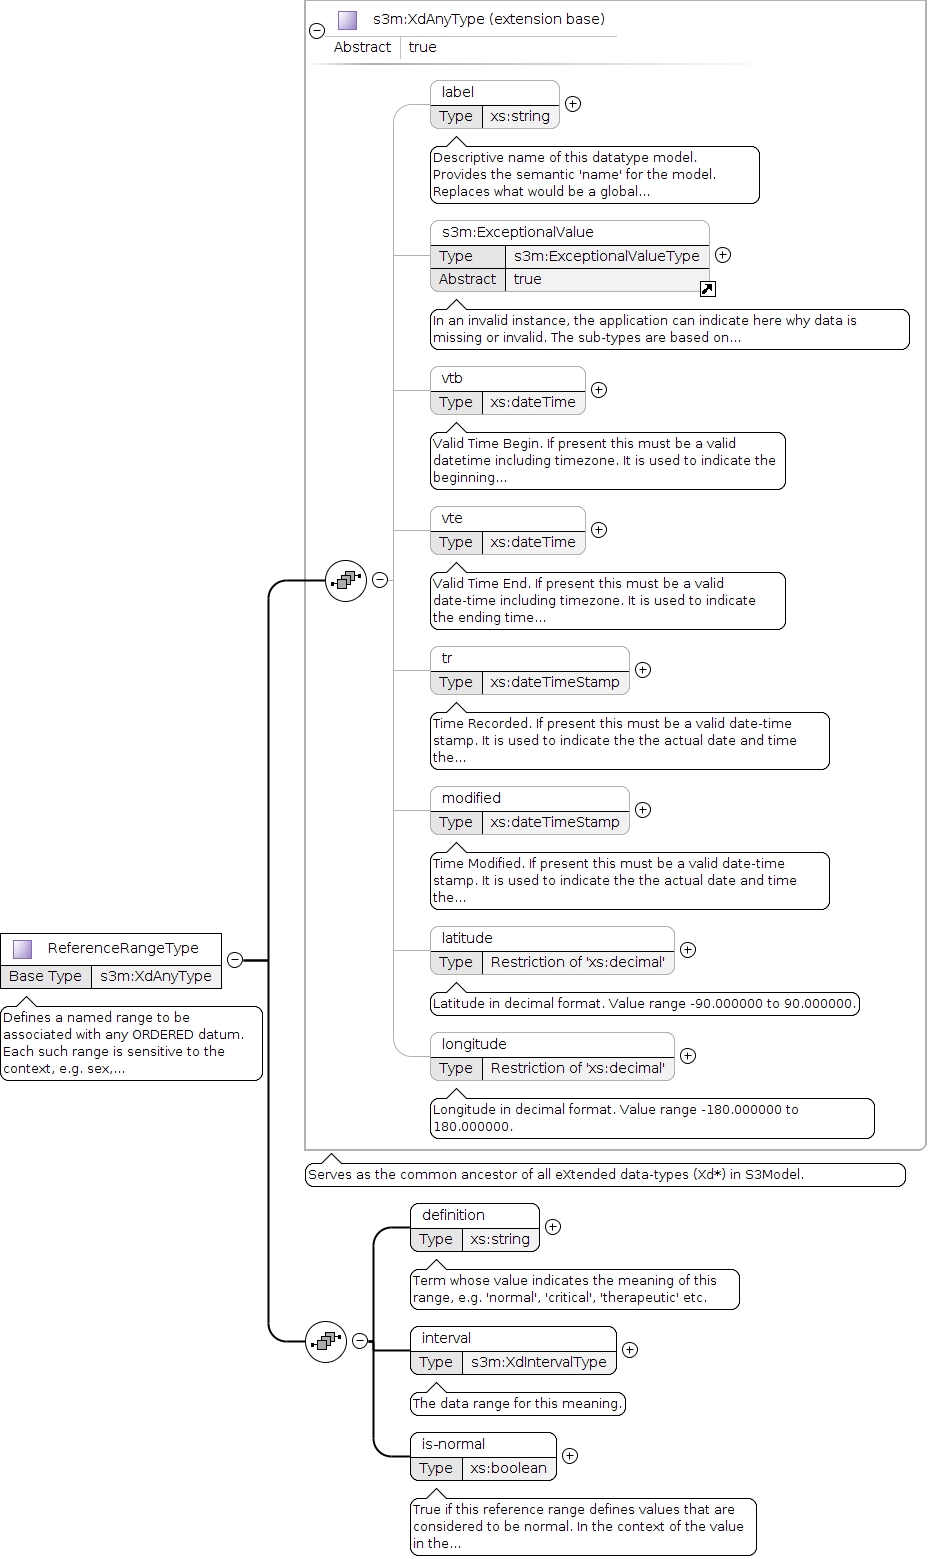 s3m:XdAnyType (extension base)
Abstract true
label
Type xs:string
Descriptive name of this datatype model.
Provides the semantic 'name' for the model.
Replaces what would be a global...
s3m:ExceptionalValue
Type s3m:ExceptionalValueType
Abstract true
In an invalid instance, the application can indicate here why data is
missing or invalid. The sub-types are based on...
vtb
Type xs:dateTime
Valid Time Begin. If present this must be a valid
datetime including timezone. It is used to indicate the
beginning...
vte
Type xs:dateTime
Valid Time End. If present this must be a valid
date-time including timezone. It is used to indicate
the ending time...
tr
Type xs:dateTimeStamp
Time Recorded. If present this must be a valid date-time
stamp. It is used to indicate the the actual date and time
the...
modified
Type xs:dateTimeStamp
Time Modified. If present this must be a valid date-time
stamp. It is used to indicate the the actual date and time
the...
latitude
Type Restriction of 'xs:decimal'
Latitude in decimal format. Value range -90.000000 to 90.000000.
longitude
Type Restriction of 'xs:decimal'
Longitude in decimal format. Value range -180.000000 to
180.000000.
ReferenceRangeType
Base Type s3m:XdAnyType
Defines a named range to be
associated with any ORDERED datum.
Each such range is sensitive to the
context, e.g. sex,...
Serves as the common ancestor of all eXtended data-types (Xd*) in S3Model.
definition
Type xs:string
Term whose value indicates the meaning of this
range, e.g. 'normal', 'critical', 'therapeutic' etc.
interval
Type s3m:XdIntervalType
The data range for this meaning.
is-normal
Type xs:boolean
True if this reference range defines values that are
considered to be normal. In the context of the value
in the...